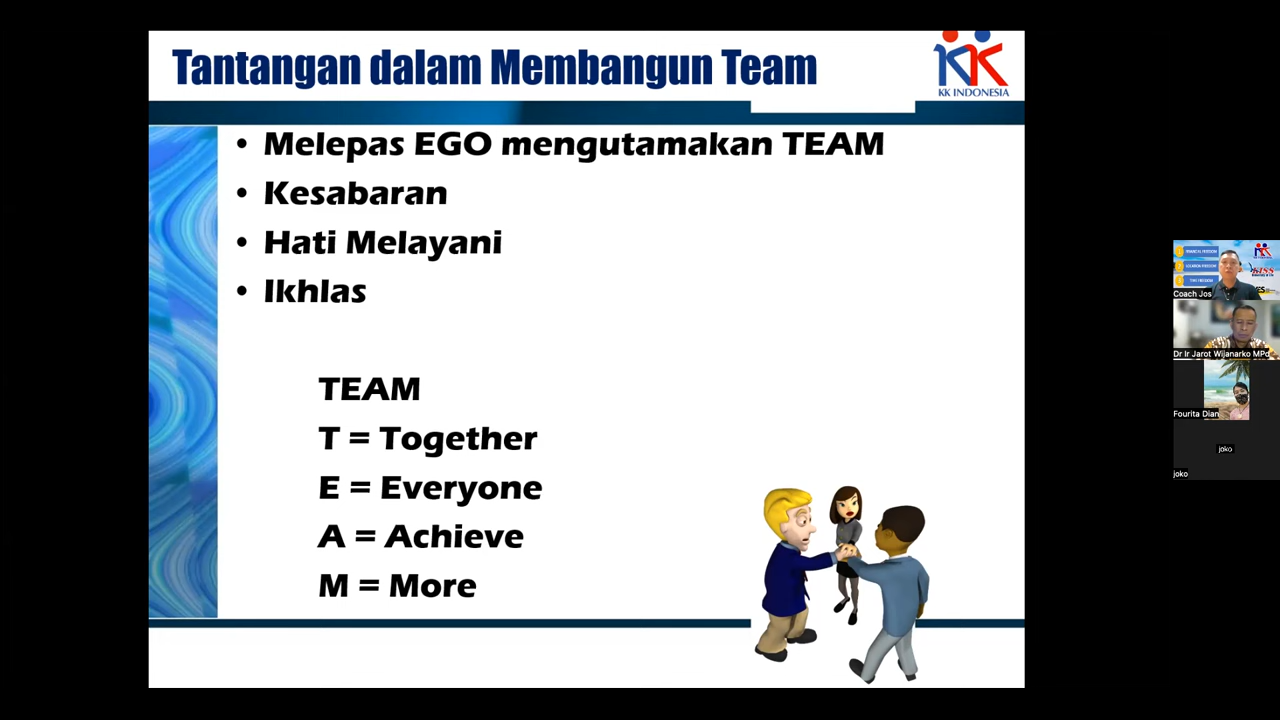 Tantangan dalam Membangun Team
KK INDONESIA
• Melepas EGO mengutamakan TEAM
• Kesabaran
• Hati Melayani
• Ikhlas
TEAM
T = Together
E = Everyone
A = Achieve
M = More
Coach Jos
Dr Ir Jarot Wijanarko MPd
Fourita Dian
joko
joko